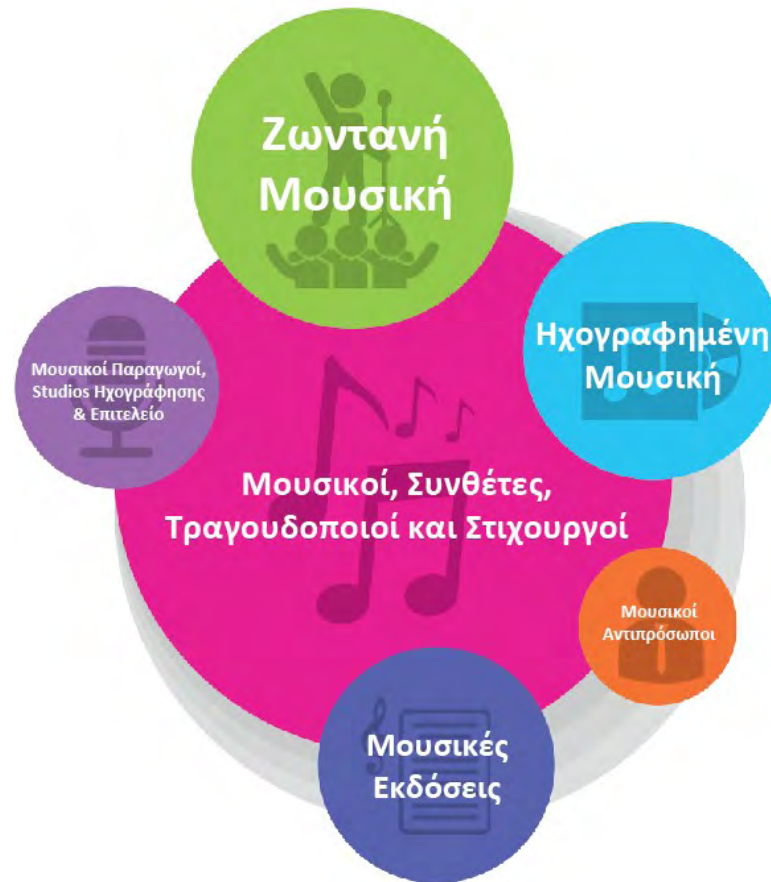 Ζωντανή
Μουσική
Ηχογραφημένη
Μουσική
Μουσικοί Παραγωγοί,
Studios Ηχογράφησης
& Επιτελείο
Μουσικοί, Συνθέτες,
Τραγουδοποιοί και Στιχουργοί
Μουσικοί
Αντιπρόσωποι
Μουσικές
Εκδόσεις